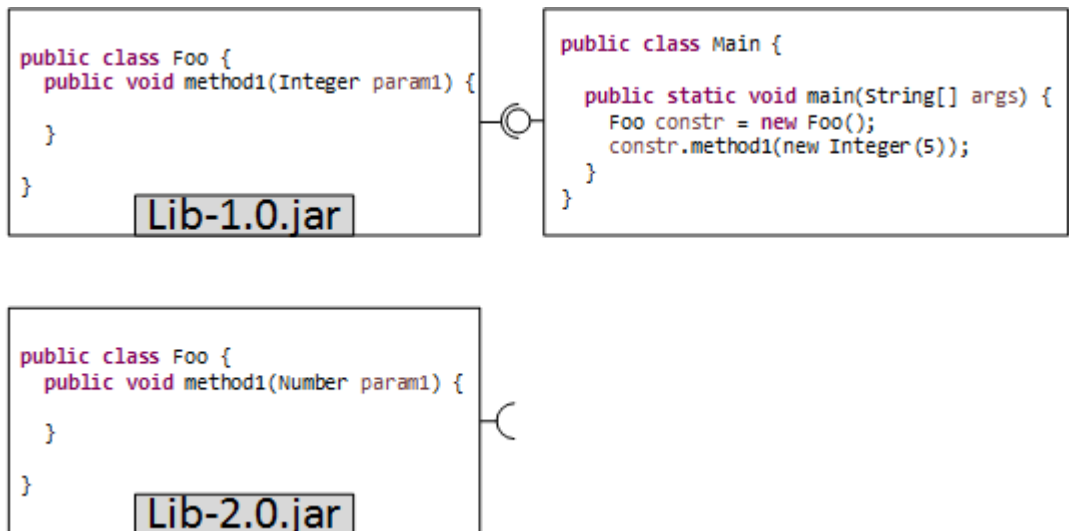 public class Foo {
public void method1(Integer param1) {
}
}
Lib-1.0.jar
public class Main {
public static void main(String[] args) {
Foo constr = new Foo();
constr.method1(new Integer(5));
}
}
public class Foo {
public void method1(Number param1) {
}
}
Lib-2.0.jar